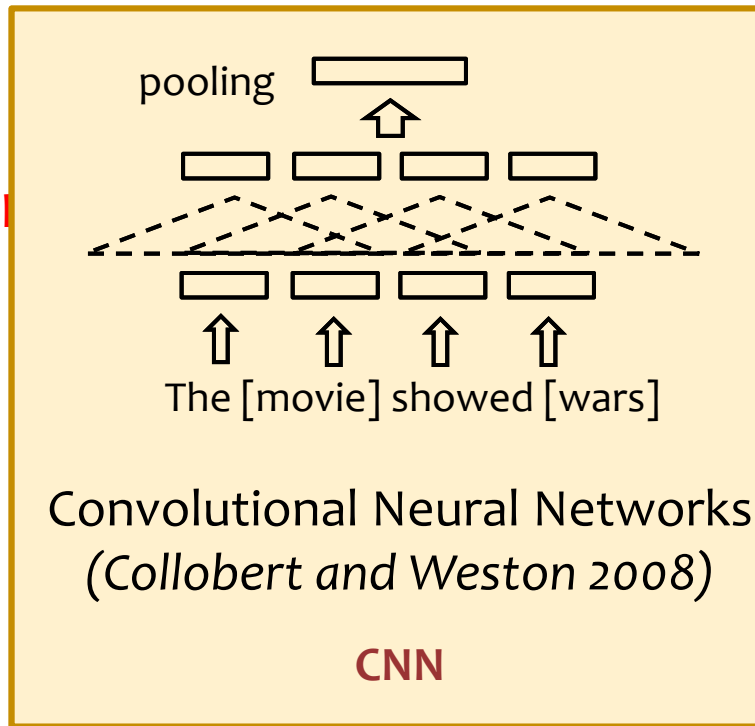 pooling
The [movie] showed [wars]
Convolutional Neural Networks
(Collobert and Weston 2008)
CNN